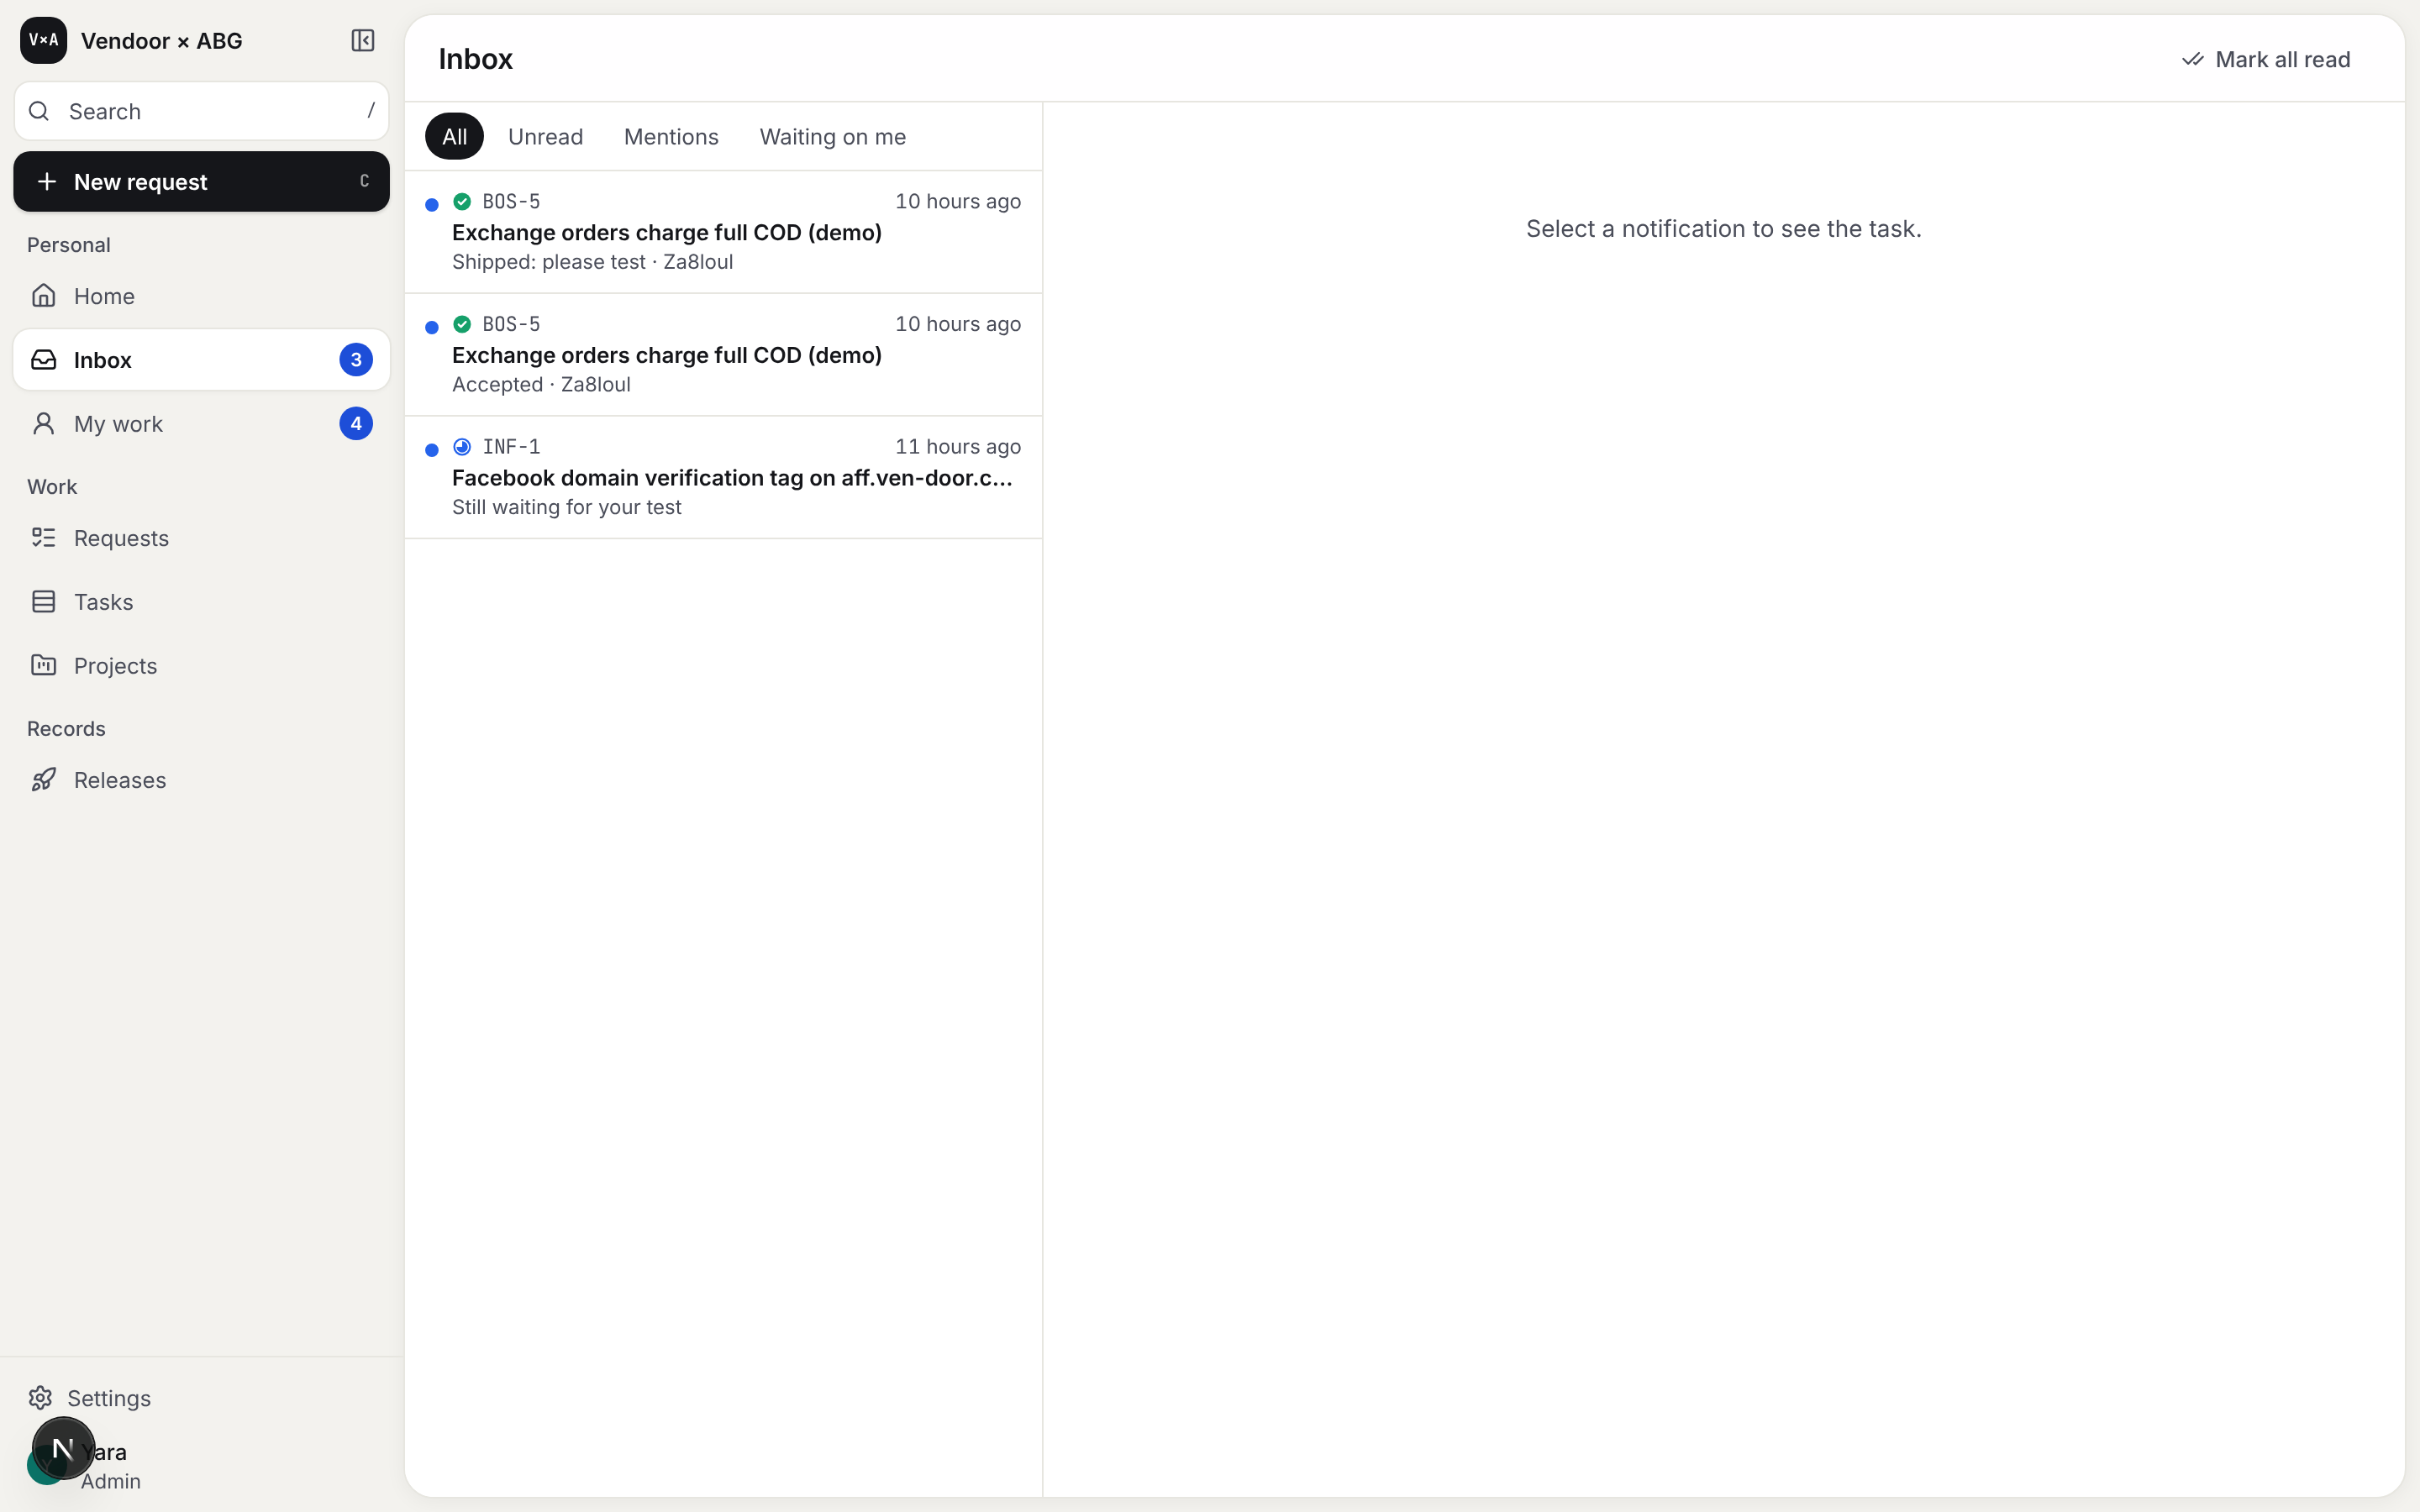 V×A Vendoor × ABG
Search /
+ New request C
Personal
Home
Inbox 3
My work 4
Work
Requests
Tasks
Projects
Records
Releases
Settings
N
Yara
Admin
Inbox
Mark all read
All Unread Mentions Waiting on me
BOS-5 10 hours ago
Exchange orders charge full COD (demo)
Shipped: please test · Za8loul
BOS-5 10 hours ago
Exchange orders charge full COD (demo)
Accepted · Za8loul
INF-1 11 hours ago
Facebook domain verification tag on aff.ven-door.c...
Still waiting for your test
Select a notification to see the task.